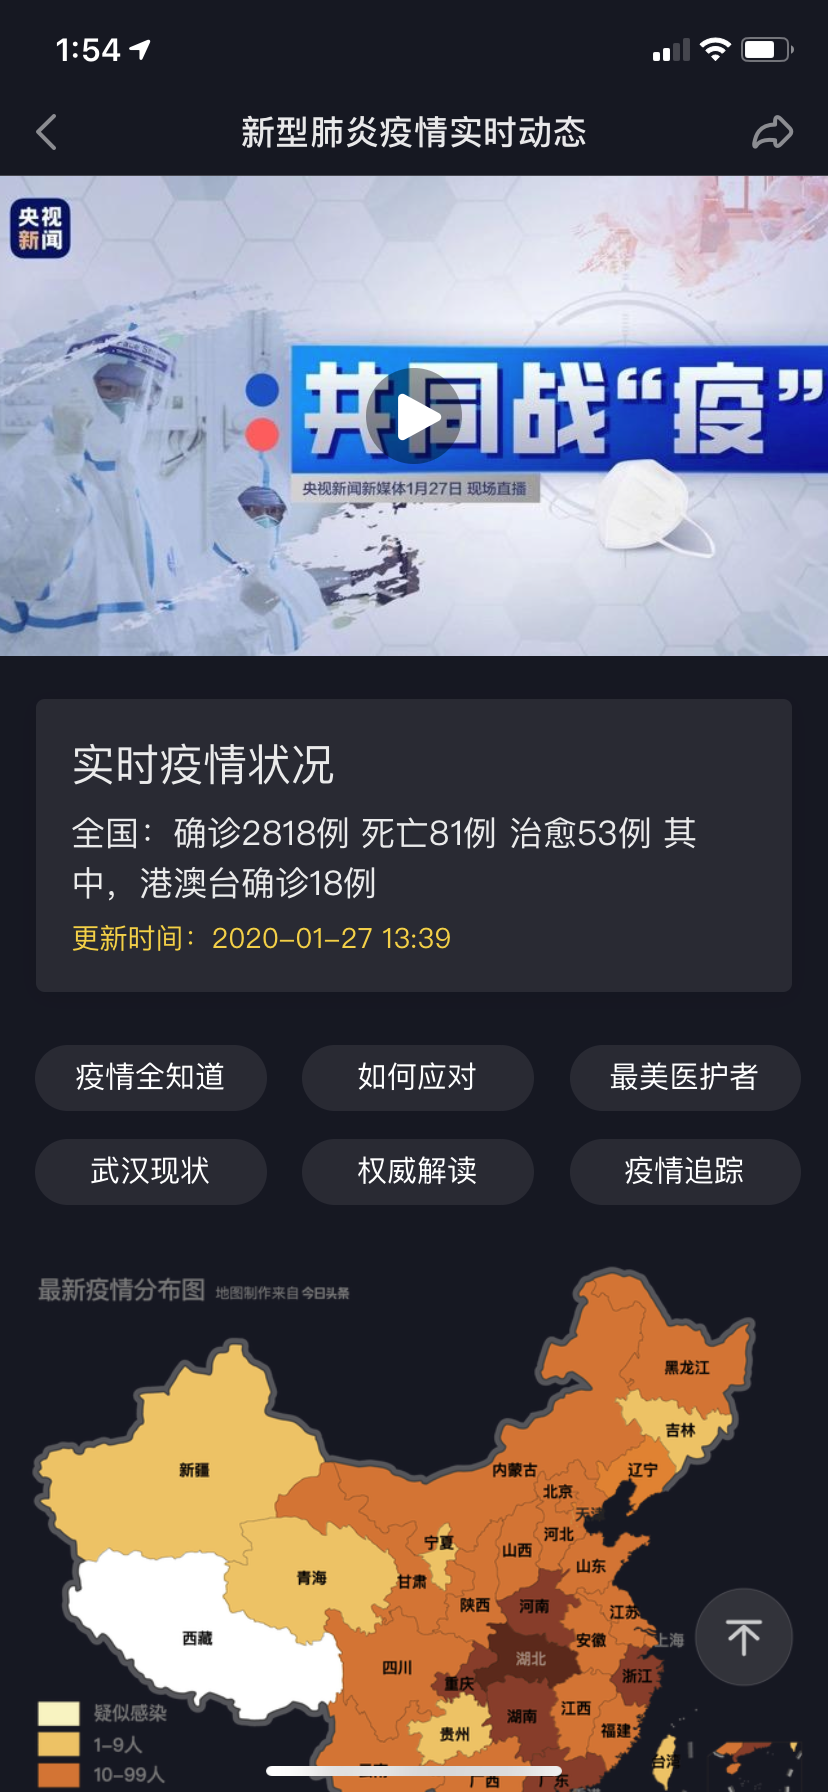 1:54
新型肺炎疫情实时动态
央视
新闻
共同战“疫”
央视新闻新媒体1月27日 现场直播
实时疫情状况
全国：确诊2818例 死亡81例 治愈53例 其
中，港澳台确诊18例
更新时间：2020-01-27 13:39
疫情全知道
如何应对
最美医护者
武汉现状
权威解读
疫情追踪
最新疫情分布图 地图制作来自今日头条
黑龙江
吉林
新疆
内蒙古
辽宁
北京
天津
河北
宁夏
山西
山东
青海
甘肃
陕西
河南
江苏
西藏
安徽
上海
湖北
四川
浙江
重庆
江西
湖南
福建
贵州
台湾
云南
广西
广东
疑似感染
1-9人
10-99人